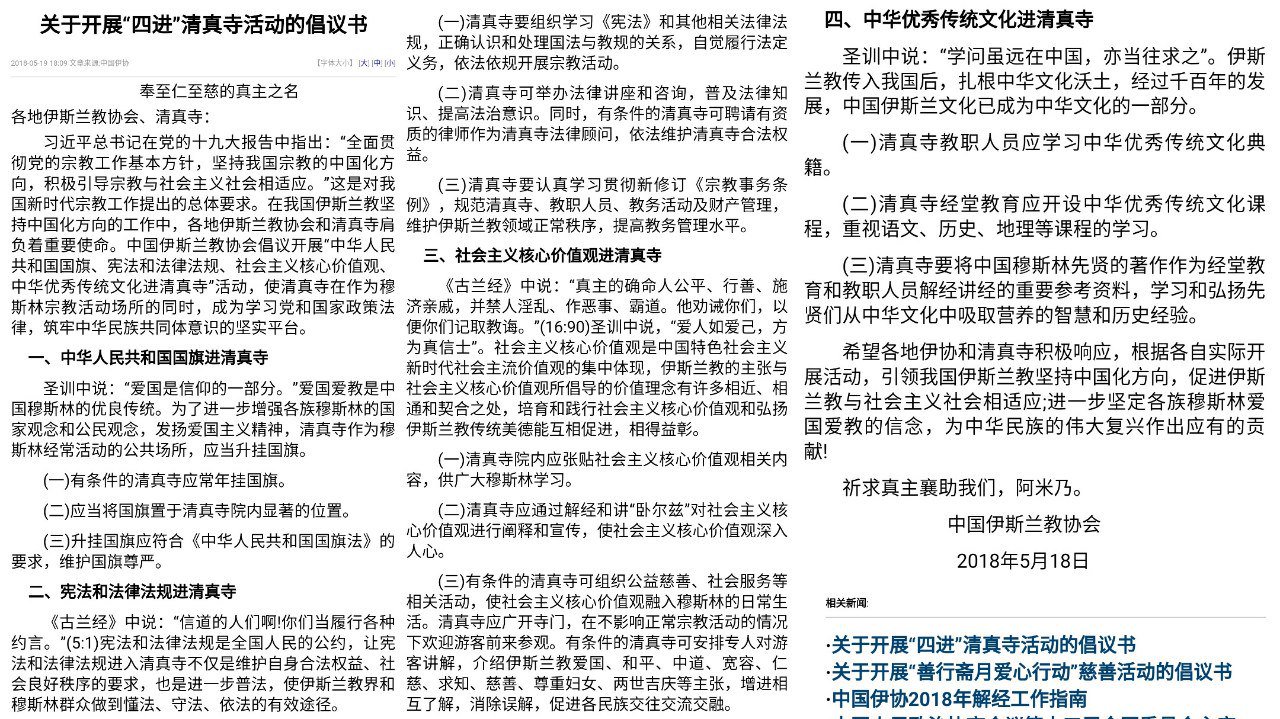 关于开展“四进”清真寺活动的倡议书
2018-05-19 18:09 文章来源:中国伊协 【字体大小】 [大] [中] [小]
奉至仁至慈的真主之名
各地伊斯兰教协会、清真寺：
习近平总书记在党的十九大报告中指出：“全面贯
彻党的宗教工作基本方针，坚持我国宗教的中国化方
向，积极引导宗教与社会主义社会相适应。”这是对我
国新时代宗教工作提出的总体要求。在我国伊斯兰教坚
持中国化方向的工作中，各地伊斯兰教协会和清真寺肩
负着重要使命。中国伊斯兰教协会倡议开展“中华人民
共和国国旗、宪法和法律法规、社会主义核心价值观、
中华优秀传统文化进清真寺”活动，使清真寺在作为穆
斯林宗教活动场所的同时，成为学习党和国家政策法
律，筑牢中华民族共同体意识的坚实平台。
一、中华人民共和国国旗进清真寺
圣训中说：“爱国是信仰的一部分。”爱国爱教是中
国穆斯林的优良传统。为了进一步增强各族穆斯林的国
家观念和公民观念，发扬爱国主义精神，清真寺作为穆
斯林经常活动的公共场所，应当升挂国旗。
(一)有条件的清真寺应常年挂国旗。
(二)应当将国旗置于清真寺院内显著的位置。
(三)升挂国旗应符合《中华人民共和国国旗法》的
要求，维护国旗尊严。
二、宪法和法律法规进清真寺
《古兰经》中说：“信道的人们啊!你们当履行各种
约言。”(5:1)宪法和法律法规是全国人民的公约，让宪
法和法律法规进入清真寺不仅是维护自身合法权益、社
会良好秩序的要求，也是进一步普法，使伊斯兰教界和
穆斯林群众做到懂法、守法、依法的有效途径。
(一)清真寺要组织学习《宪法》和其他相关法律法
规，正确认识和处理国法与教规的关系，自觉履行法定
义务，依法依规开展宗教活动。
(二)清真寺可举办法律讲座和咨询，普及法律知
识、提高法治意识。同时，有条件的清真寺可聘请有资
质的律师作为清真寺法律顾问，依法维护清真寺合法权
益。
(三)清真寺要认真学习贯彻新修订《宗教事务条
例》，规范清真寺、教职人员、教务活动及财产管理，
维护伊斯兰教领域正常秩序，提高教务管理水平。
三、社会主义核心价值观进清真寺
《古兰经》中说：“真主的确命人公平、行善、施
济亲戚，并禁人淫乱、作恶事、霸道。他劝诫你们，以
便你们记取教诲。”(16:90)圣训中说，“爱人如爱己，方
为真信士”。社会主义核心价值观是中国特色社会主义
新时代社会主流价值观的集中体现，伊斯兰教的主张与
社会主义核心价值观所倡导的价值理念有许多相近、相
通和契合之处，培育和践行社会主义核心价值观和弘扬
伊斯兰教传统美德能互相促进，相得益彰。
(一)清真寺院内应张贴社会主义核心价值观相关内
容，供广大穆斯林学习。
(二)清真寺应通过解经和讲“卧尔兹”对社会主义核
心价值观进行阐释和宣传，使社会主义核心价值观深入
人心。
(三)有条件的清真寺可组织公益慈善、社会服务等
相关活动，使社会主义核心价值观融入穆斯林的日常生
活。清真寺应广开寺门，在不影响正常宗教活动的情况
下欢迎游客前来参观。有条件的清真寺可安排专人对游
客讲解，介绍伊斯兰教爱国、和平、中道、宽容、仁
慈、求知、慈善、尊重妇女、两世吉庆等主张，增进相
互了解，消除误解，促进各民族交往交流交融。
四、中华优秀传统文化进清真寺
圣训中说：“学问虽远在中国，亦当往求之”。伊斯
兰教传入我国后，扎根中华文化沃土，经过千百年的发
展，中国伊斯兰文化已成为中华文化的一部分。
(一)清真寺教职人员应学习中华优秀传统文化典
籍。
(二)清真寺经堂教育应开设中华优秀传统文化课
程，重视语文、历史、地理等课程的学习。
(三)清真寺要将中国穆斯林先贤的著作作为经堂教
育和教职人员解经讲经的重要参考资料，学习和弘扬先
贤们从中华文化中吸取营养的智慧和历史经验。
希望各地伊协和清真寺积极响应，根据各自实际开
展活动，引领我国伊斯兰教坚持中国化方向，促进伊斯
兰教与社会主义社会相适应;进一步坚定各族穆斯林爱
国爱教的信念，为中华民族的伟大复兴作出应有的贡
献!
祈求真主襄助我们，阿米乃。
中国伊斯兰教协会
2018年5月18日
相关新闻:
·关于开展“四进”清真寺活动的倡议书
·关于开展“善行斋月爱心行动”慈善活动的倡议书
·中国伊协2018年解经工作指南